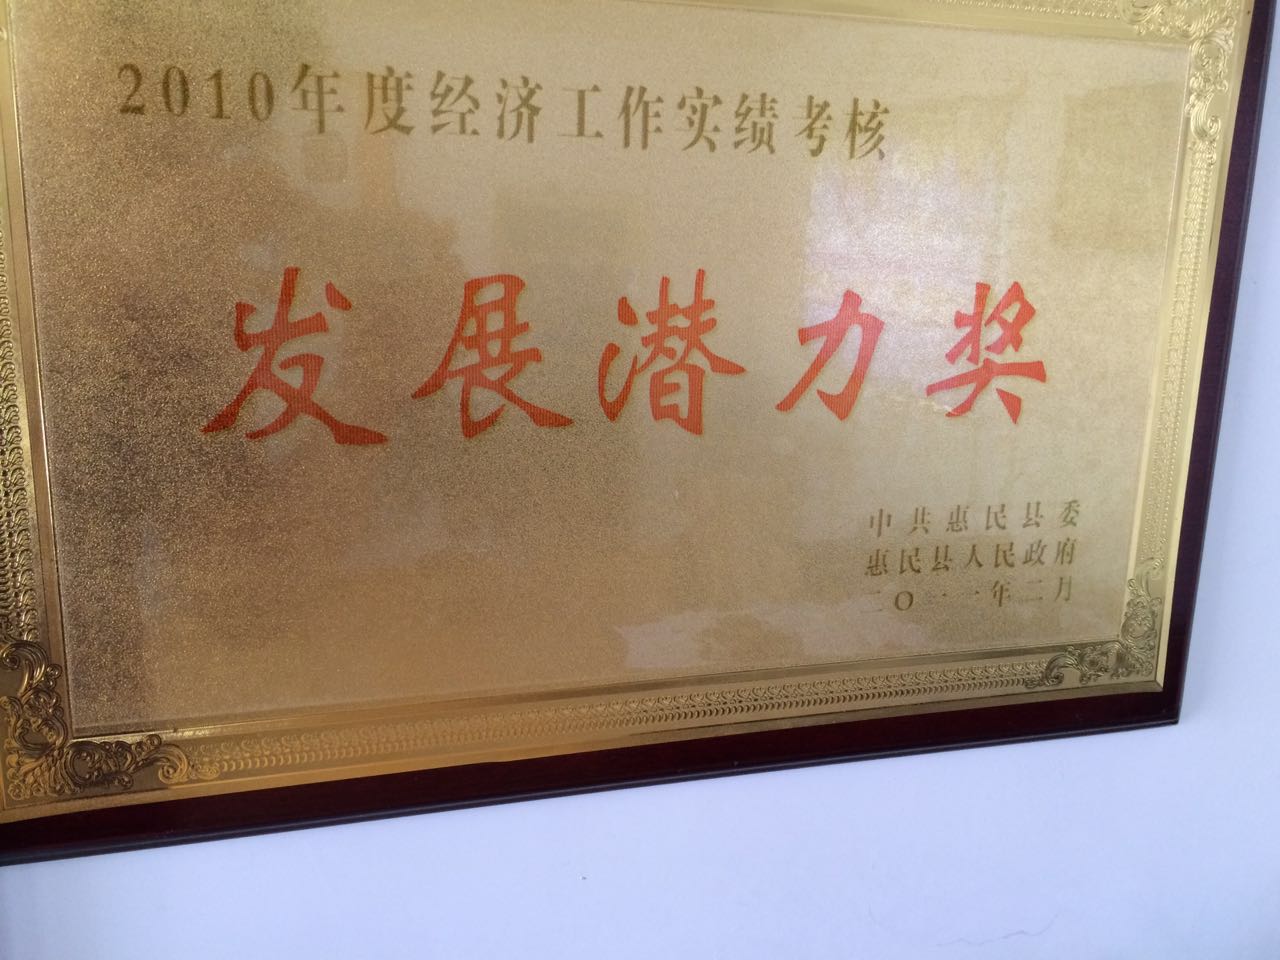 2010年度经济工作实绩考核
发展潜力奖
中共惠民县委
惠民县人民政府
二〇一一年二月